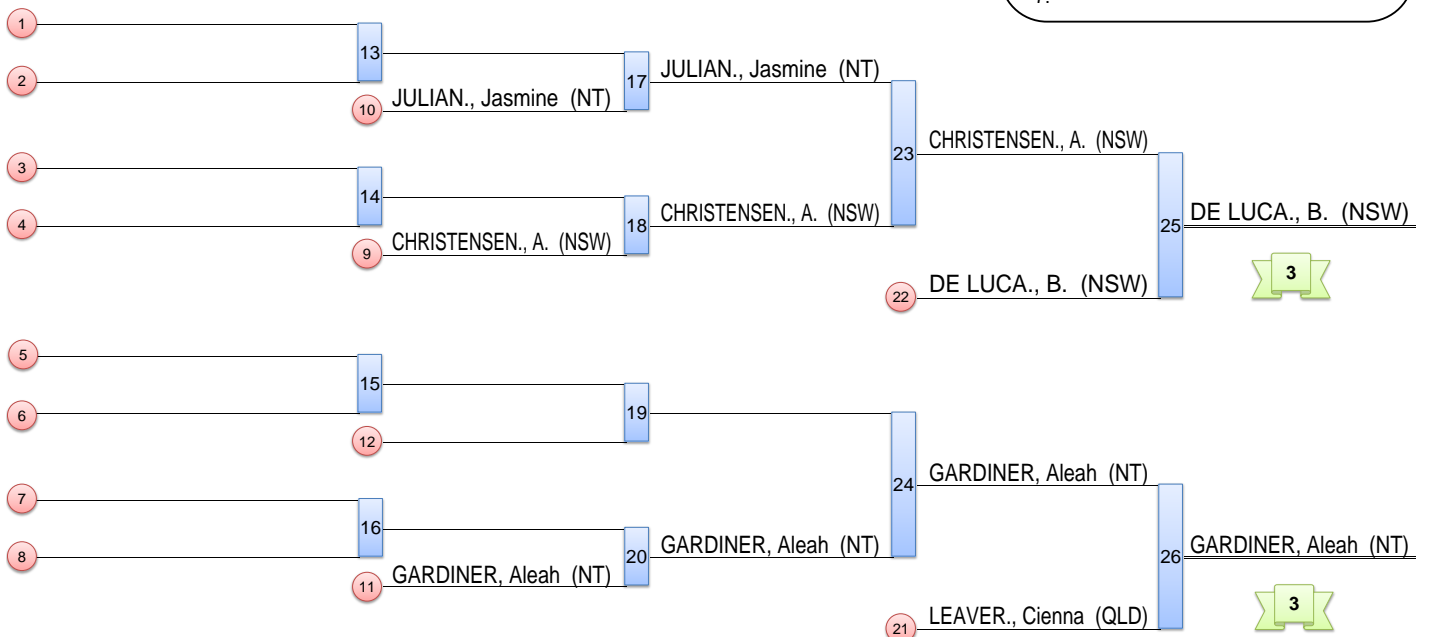 1
13
JULIAN., Jasmine (NT)
2
17
10
JULIAN., Jasmine (NT)
CHRISTENSEN., A. (NSW)
23
3
14
CHRISTENSEN., A. (NSW)
DE LUCA., B. (NSW)
4
18
25
9
CHRISTENSEN., A. (NSW)
3
22
DE LUCA., B. (NSW)
5
15
6
19
12
GARDINER, Aleah (NT)
24
7
16
GARDINER, Aleah (NT)
GARDINER, Aleah (NT)
8
20
26
11
GARDINER, Aleah (NT)
3
21
LEAVER., Cienna (QLD)